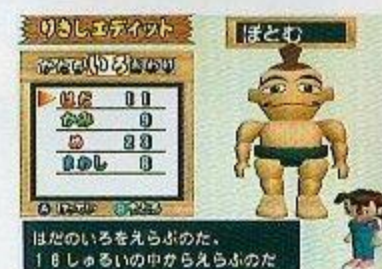 りきしエディット
ぼとむ
いろ
はだ 11
かみ 9
め 23
まわし 8
はだのいろをえらぶのだ。
16しゅるいの中からえらぶのだ